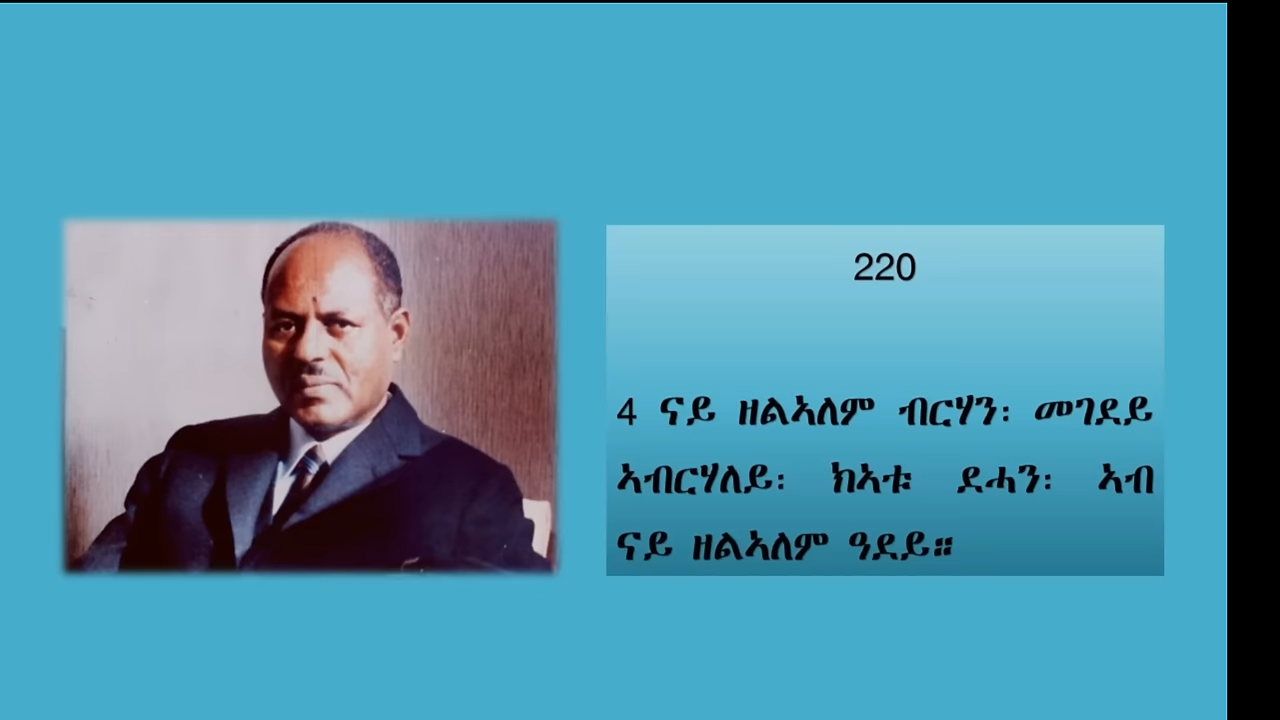 220
4 ናይ ዘልኣለም ብርሃን፡ መገደይ
ኣብርሃለይ፡ ክኣቱ ደሓን፡ ኣብ
ናይ ዘልኣለም ዓደይ።